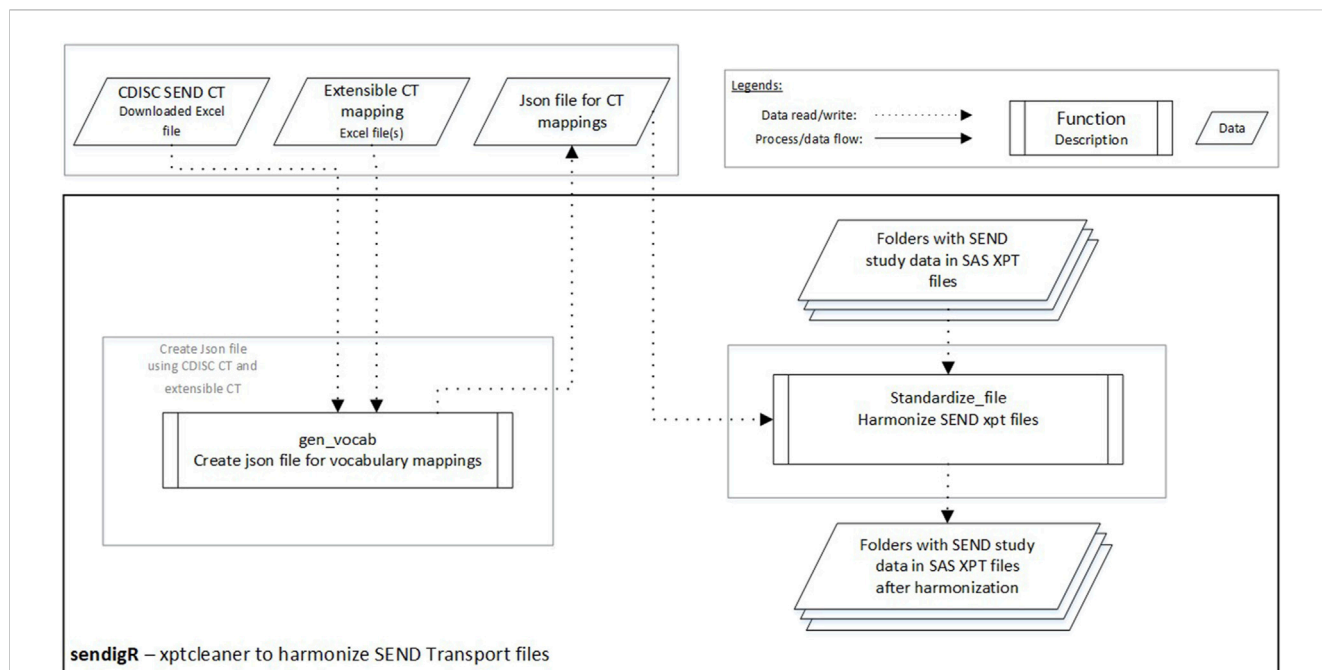 CDISC SEND CT
Downloaded Excel
file
Extensible CT
mapping
Excel file(s)
Json file for CT
mappings
Legends:
Data read/write:
Process/data flow:
Function
Description
Data
Folders with SEND
study data in SAS XPT
files
Create Json file
using CDISC CT and
extensible CT
gen_vocab
Create json file for vocabulary mappings
Standardize_file
Harmonize SEND xpt files
Folders with SEND study
data in SAS XPT files
after harmonization
sendigR – xptcleaner to harmonize SEND Transport files